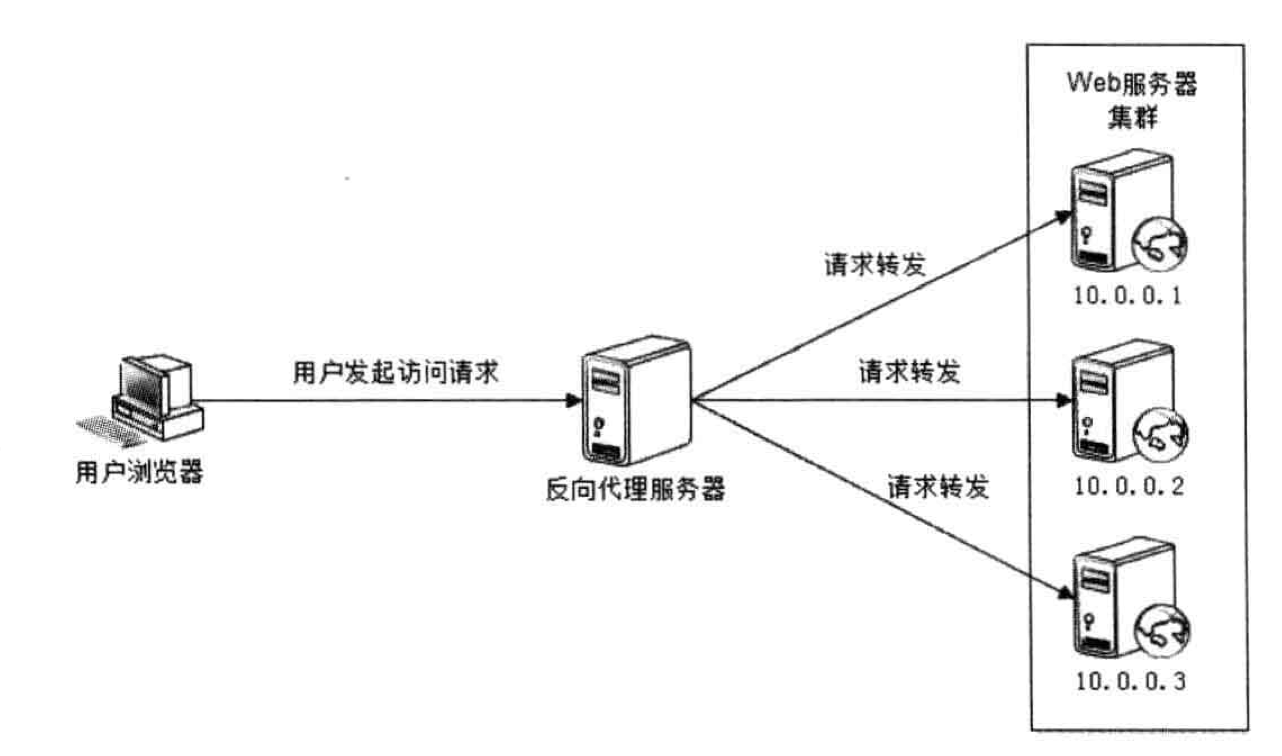 Web服务器
集群
请求转发
10.0.0.1
用户发起访问请求
请求转发
用户浏览器
反向代理服务器
请求转发
10.0.0.2
10.0.0.3